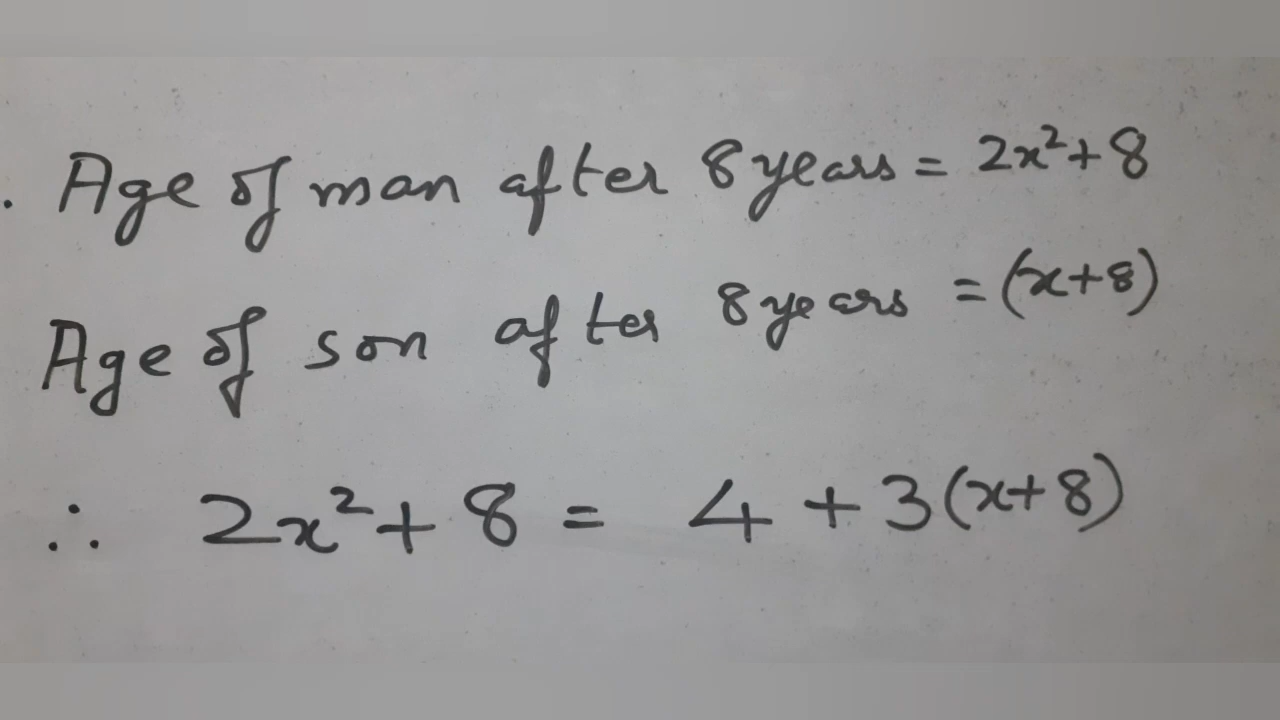 . Age of man after 8 years = 2x²+8
Age of son after 8 years = (x+8)
∴ 2x²+8 = 4 + 3(x+8)